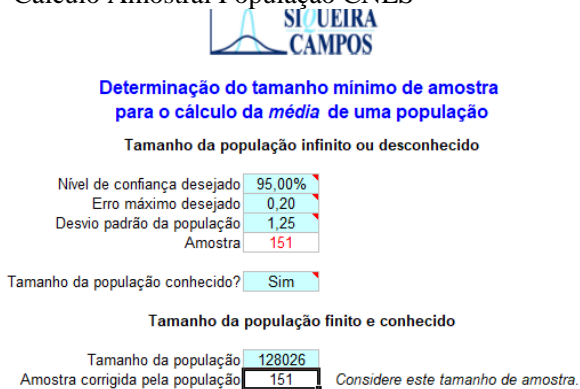 Cálculo Amostral População CNES
SIQUEIRA
CAMPOS
Determinação do tamanho mínimo de amostra
para o cálculo da média de uma população
Tamanho da população infinito ou desconhecido
Nível de confiança desejado 95,00%
Erro máximo desejado 0,20
Desvio padrão da população 1,25
Amostra 151
Tamanho da população conhecido? Sim
Tamanho da população finito e conhecido
Tamanho da população 128026
Amostra corrigida pela população 151 Considere este tamanho de amostra.